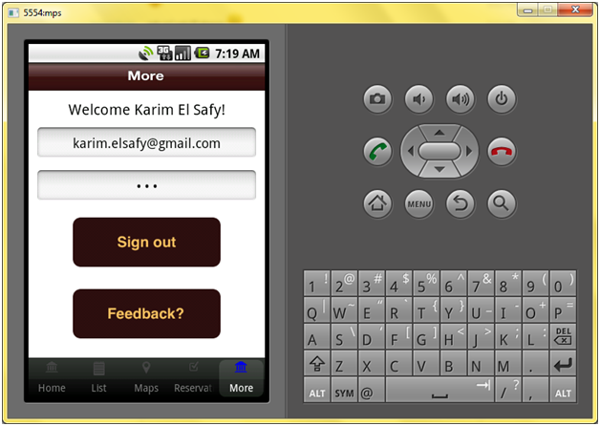 5554:mps
3G
7:19 AM
More
Welcome Karim El Safy!
karim.elsafy@gmail.com
•••
Sign out
Feedback?
Home List Maps Reserva! More
MENU
1 ! 2 @ 3 # 4 $ 5 % 6 ^ 7 & 8 * 9 ( 0 )
Q | W ~ E “ R ` T { Y } U _ I - O + P =
A S \ D ' F [ G ] H < J > K ; L : DEL
Z X C V B N M .
ALT SYM @ / ? , ALT